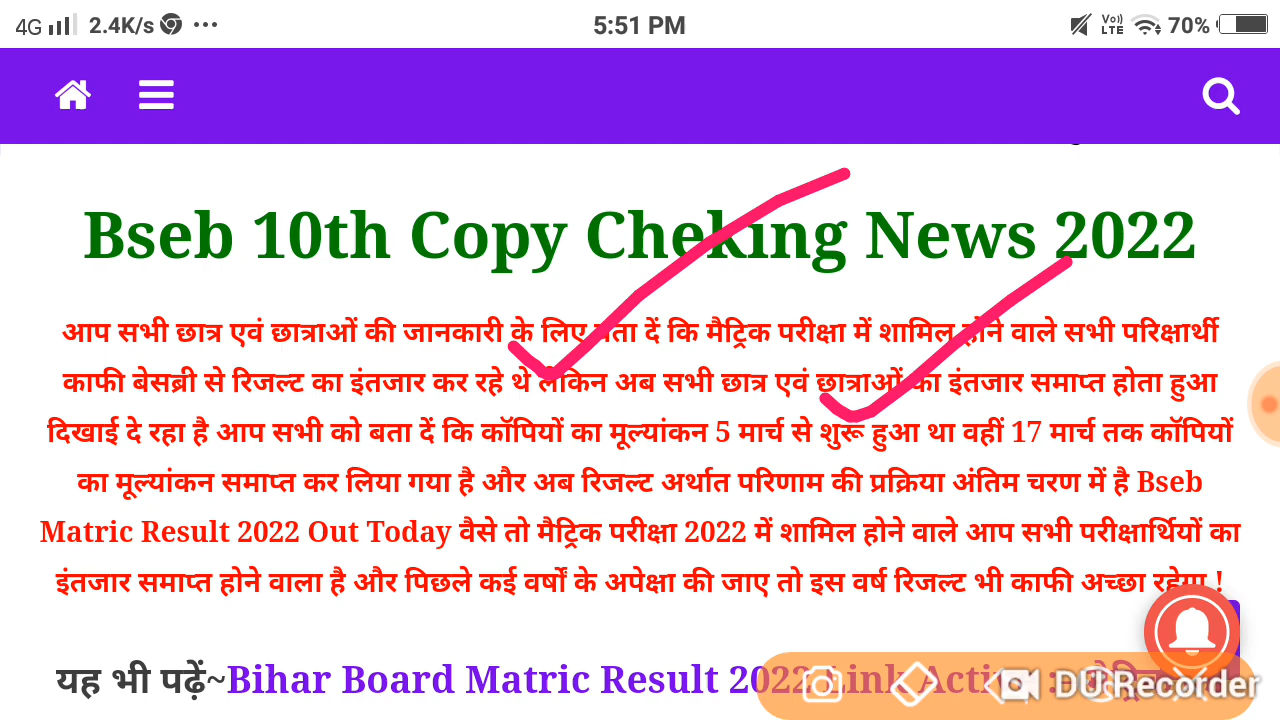 4G 2.4K/s 5:51 PM Vo)) LTE 70%
Bseb 10th Copy Cheking News 2022
आप सभी छात्र एवं छात्राओं की जानकारी के लिए बता दें कि मैट्रिक परीक्षा में शामिल होने वाले सभी परिक्षार्थी
काफी बेसब्री से रिजल्ट का इंतजार कर रहे थे लेकिन अब सभी छात्र एवं छात्राओं का इंतजार समाप्त होता हुआ
दिखाई दे रहा है आप सभी को बता दें कि कॉपियों का मूल्यांकन 5 मार्च से शुरू हुआ था वहीं 17 मार्च तक कॉपियों
का मूल्यांकन समाप्त कर लिया गया है और अब रिजल्ट अर्थात परिणाम की प्रक्रिया अंतिम चरण में है Bseb
Matric Result 2022 Out Today वैसे तो मैट्रिक परीक्षा 2022 में शामिल होने वाले आप सभी परीक्षार्थियों का
इंतजार समाप्त होने वाला है और पिछले कई वर्षों के अपेक्षा की जाए तो इस वर्ष रिजल्ट भी काफी अच्छा रहेगा !
यह भी पढ़ें~Bihar Board Matric Result 2022 Link Active
DU Recorder